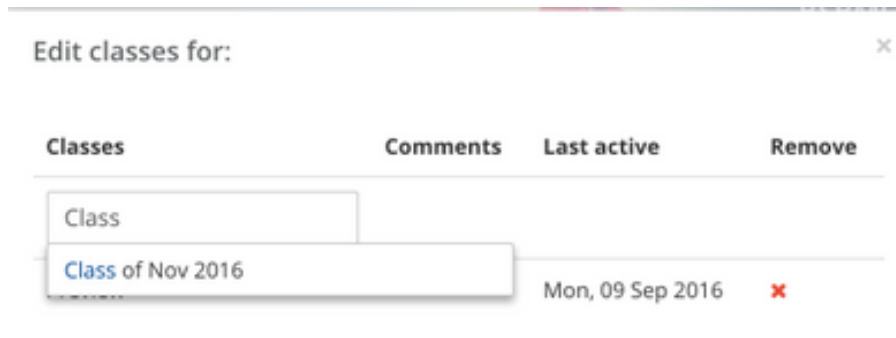 Edit classes for: ×
Classes Comments Last active Remove
Class
Class of Nov 2016
Mon, 09 Sep 2016